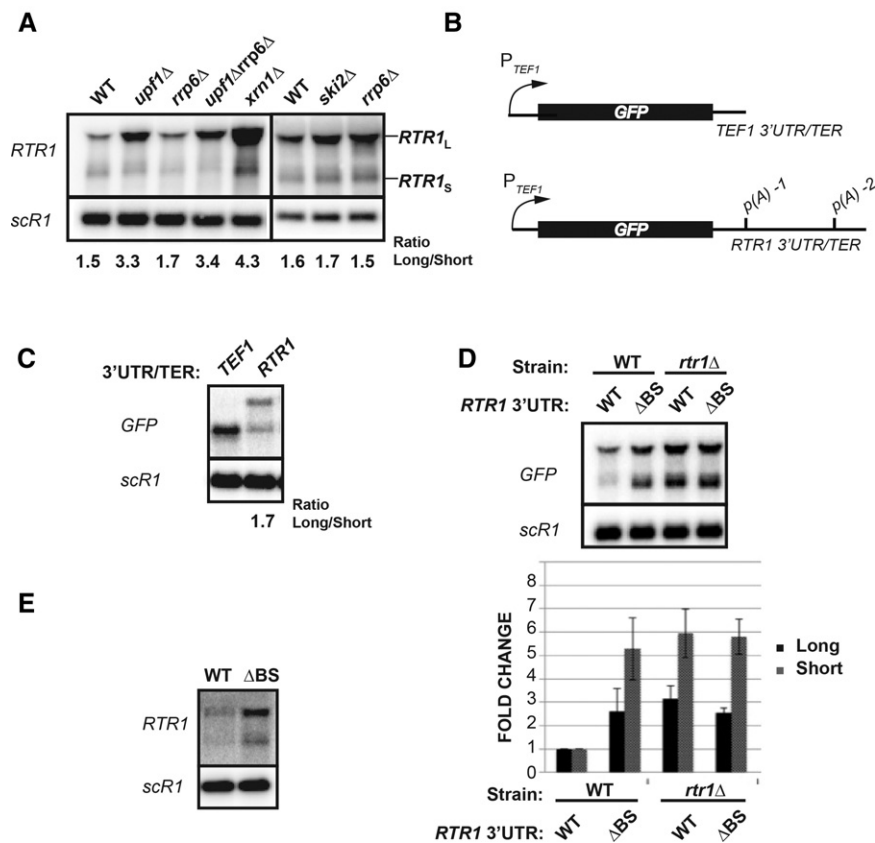 A
WT upf1Δ rrp6Δ upf1Δrrp6Δ xrn1Δ WT ski2Δ rrp6Δ
RTR1
RTR1L
RTR1S
scR1
Ratio
Long/Short
1.5 3.3 1.7 3.4 4.3 1.6 1.7 1.5
B
PTEF1
GFP
TEF1 3'UTR/TER
PTEF1
p(A) -1 p(A) -2
GFP
RTR1 3'UTR/TER
C
3'UTR/TER: TEF1 RTR1
GFP
scR1
Ratio
Long/Short
1.7
D
Strain: WT rtr1Δ
RTR1 3'UTR: WT ΔBS WT ΔBS
GFP
scR1
FOLD CHANGE
8
7
6
5
4
3
2
1
0
Long
Short
Strain: WT rtr1Δ
RTR1 3'UTR: WT ΔBS WT ΔBS
E
WT ΔBS
RTR1
scR1